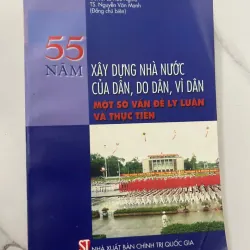 TS. Nguyễn Văn Mạnh
(Đồng chủ biên)
55
NĂM
XÂY DỰNG NHÀ NƯỚC
CỦA DÂN, DO DÂN, VÌ DÂN
MỘT SỐ VẤN ĐỀ LÝ LUẬN
VÀ THỰC TIỄN
NHÀ XUẤT BẢN CHÍNH TRỊ QUỐC GIA